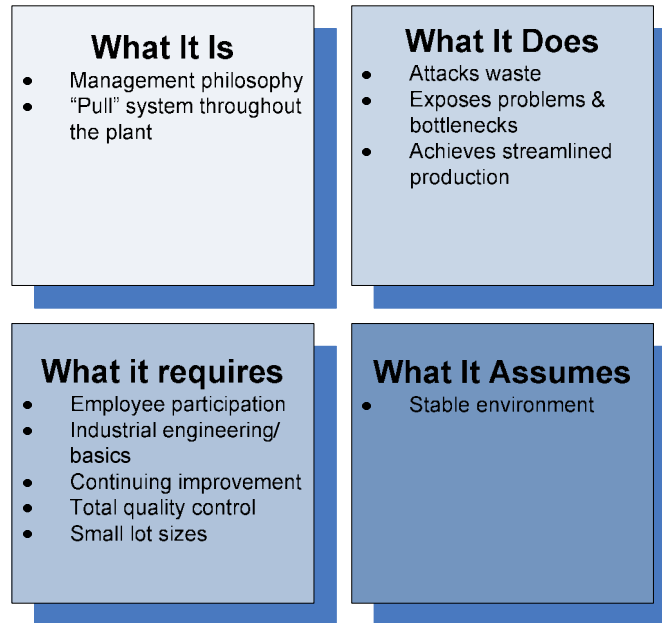 What It Is
• Management philosophy
• “Pull” system throughout
the plant
What It Does
• Attacks waste
• Exposes problems &
bottlenecks
• Achieves streamlined
production
What it requires
• Employee participation
• Industrial engineering/
basics
• Continuing improvement
• Total quality control
• Small lot sizes
What It Assumes
• Stable environment